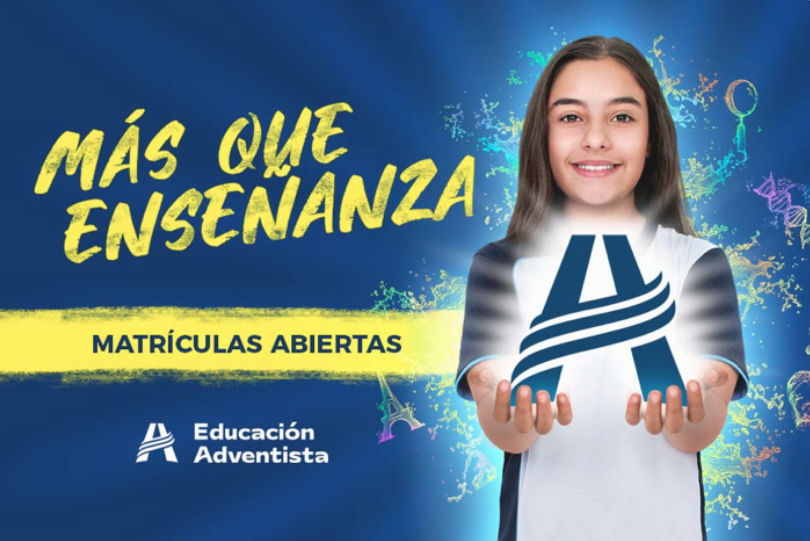 MÁS QUE
ENSEÑANZA
MATRÍCULAS ABIERTAS
Educación
Adventista